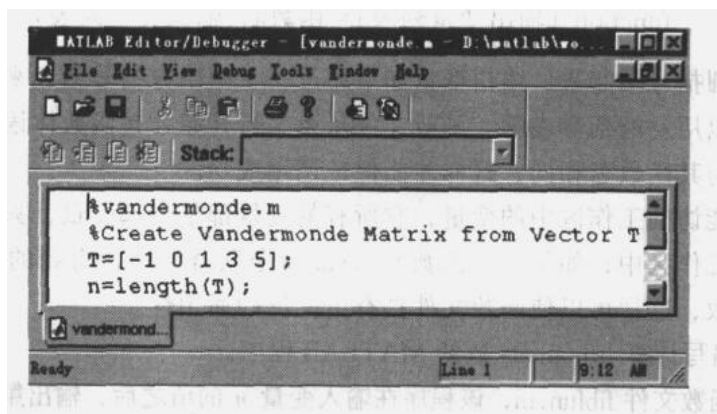 MATLAB Editor/Debugger - [vandermonde.m - D:\matlab\wo...
File Edit View Debug Tools Window Help
Stack:
%vandermonde.m
%Create Vandermonde Matrix from Vector T
T=[-1 0 1 3 5];
n=length(T);
vandermond...
Ready Line 1 9:12 AM